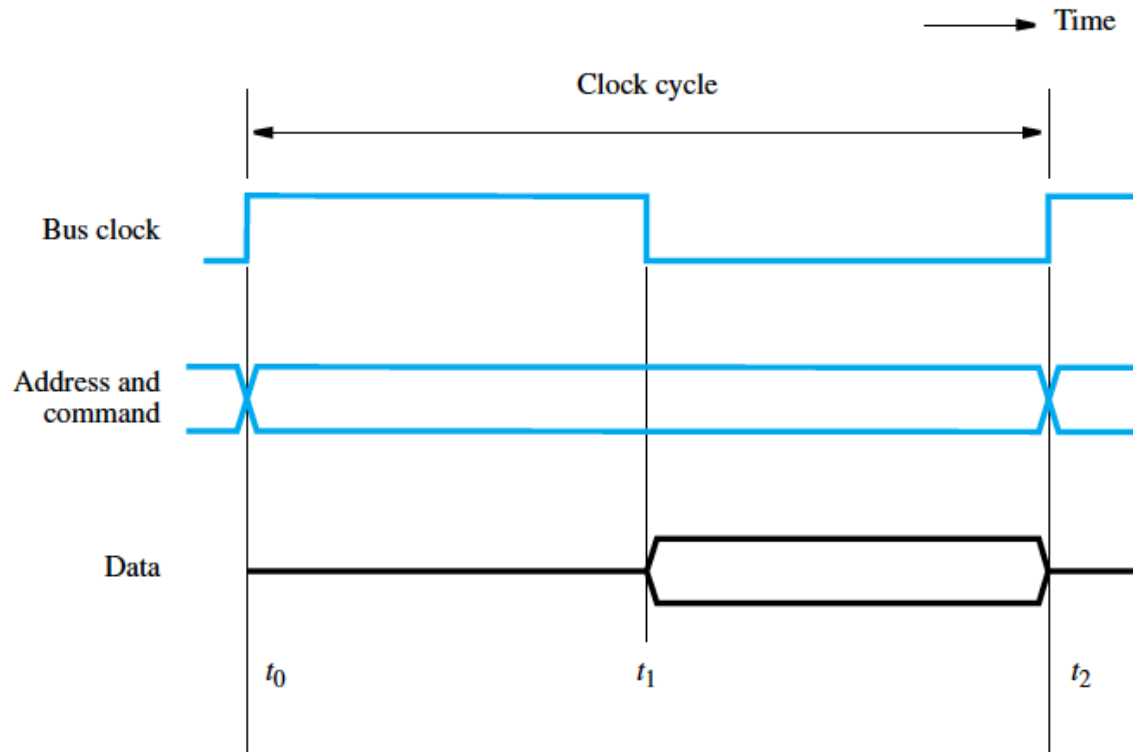 Time
Clock cycle
Bus clock
Address and
command
Data
t0
t1
t2